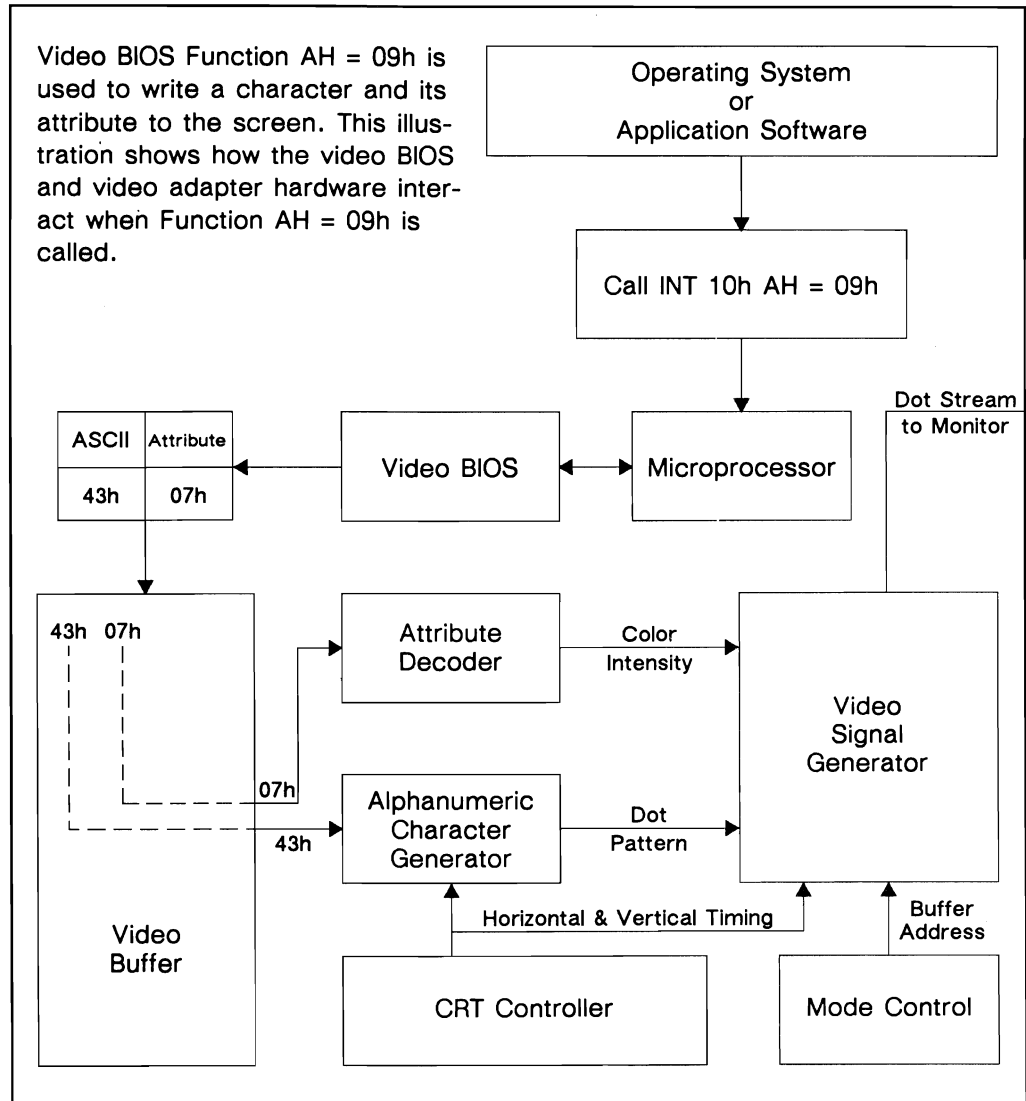 Video BIOS Function AH = 09h is
used to write a character and its
attribute to the screen. This illus-
tration shows how the video BIOS
and video adapter hardware inter-
act when Function AH = 09h is
called.
Operating System
or
Application Software
Call INT 10h AH = 09h
Dot Stream
to Monitor
ASCII Attribute
43h 07h
Video BIOS
Microprocessor
43h 07h
Attribute
Decoder
Color
Intensity
Video
Signal
Generator
07h
43h
Alphanumeric
Character
Generator
Dot
Pattern
Video
Buffer
Horizontal & Vertical Timing
Buffer
Address
CRT Controller
Mode Control